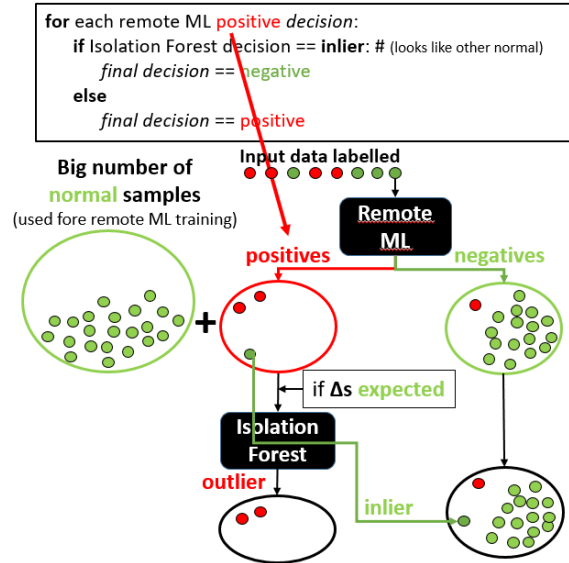 for each remote ML positive decision:
if Isolation Forest decision == inlier: # (looks like other normal)
final decision == negative
else
final decision == positive
Big number of
normal samples
(used fore remote ML training)
Input data labelled
Remote
ML
positives
negatives
+
if Δs expected
Isolation
Forest
outlier
inlier